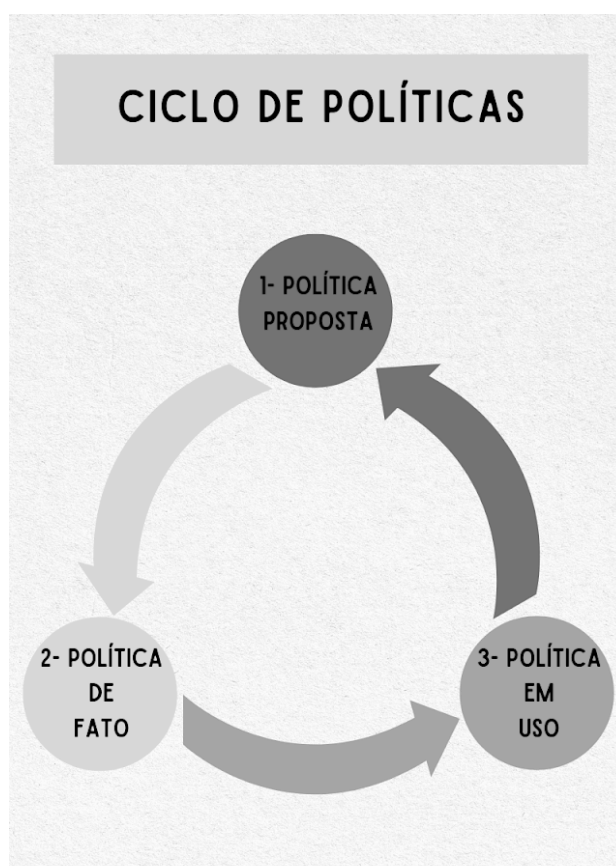 CICLO DE POLÍTICAS
1- POLÍTICA
PROPOSTA
2- POLÍTICA
DE
FATO
3- POLÍTICA
EM
USO